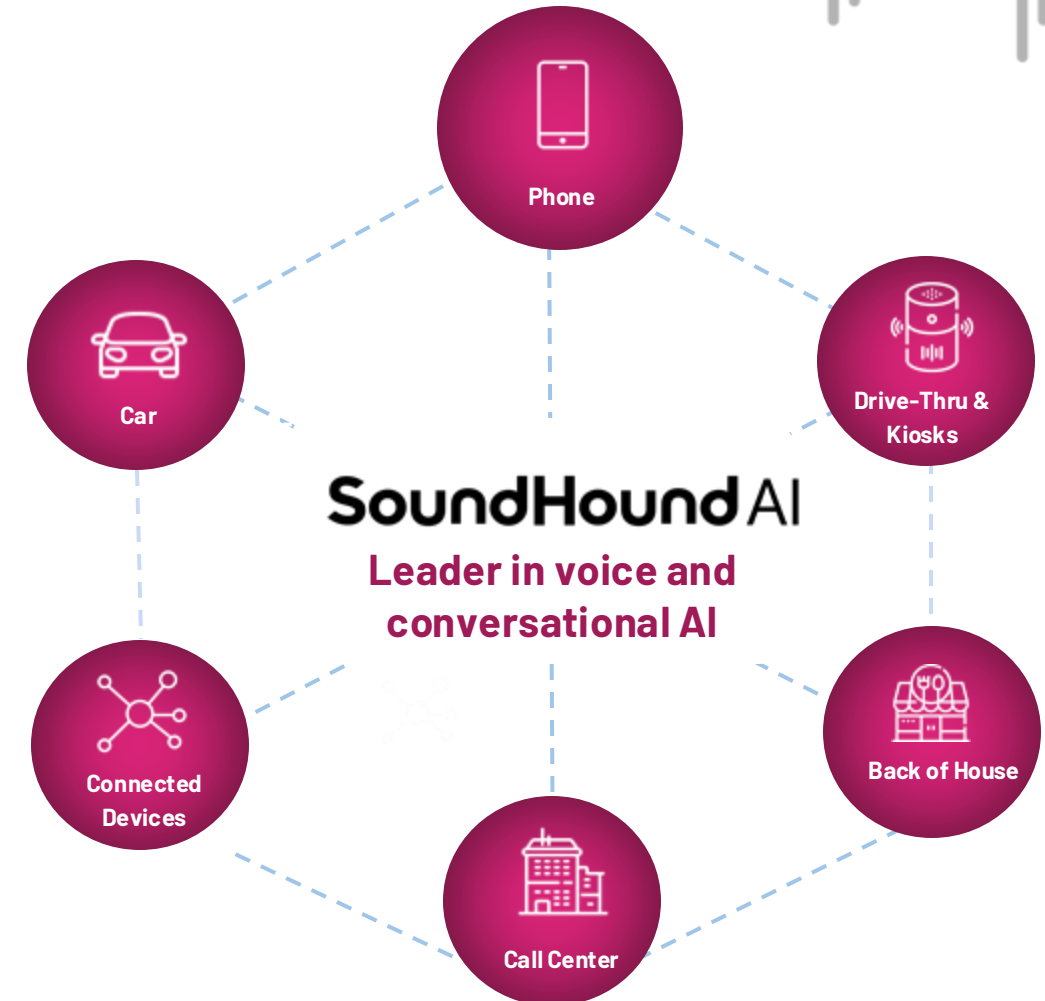 Phone
Car
Drive-Thru &
Kiosks
SoundHound AI
Leader in voice and
conversational AI
Connected
Devices
Back of House
Call Center